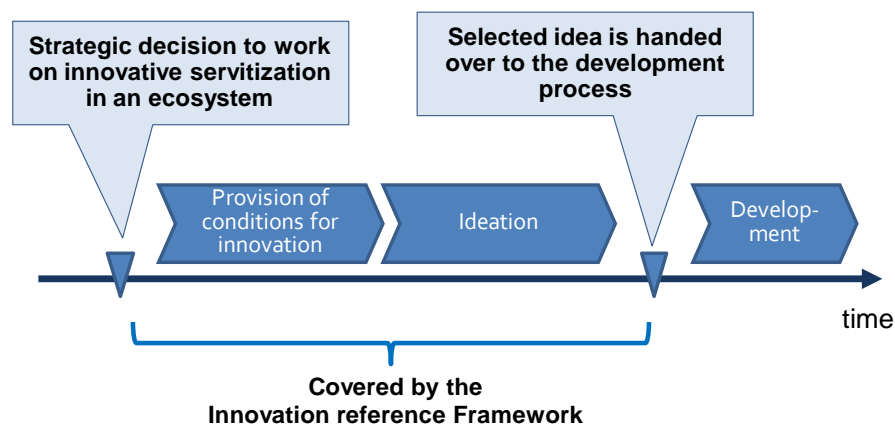 Strategic decision to work
on innovative servitization
in an ecosystem
Selected idea is handed
over to the development
process
Provision of
conditions for
innovation
Ideation
Develop-
ment
time
Covered by the
Innovation reference Framework